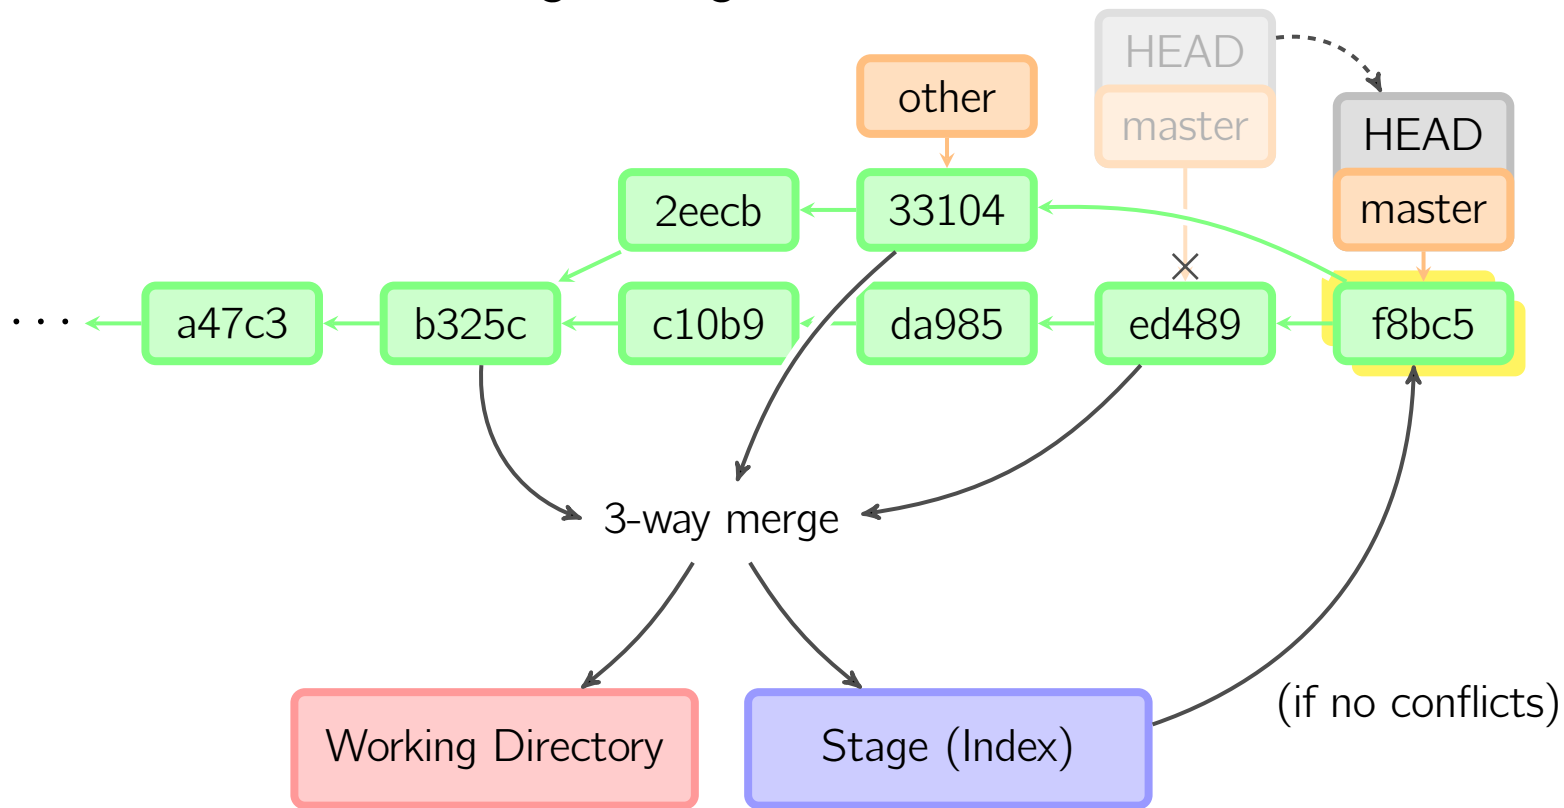 HEAD
other
master
HEAD
2eecb
33104
master
...
a47c3
b325c
c10b9
da985
ed489
f8bc5
3-way merge
(if no conflicts)
Working Directory
Stage (Index)